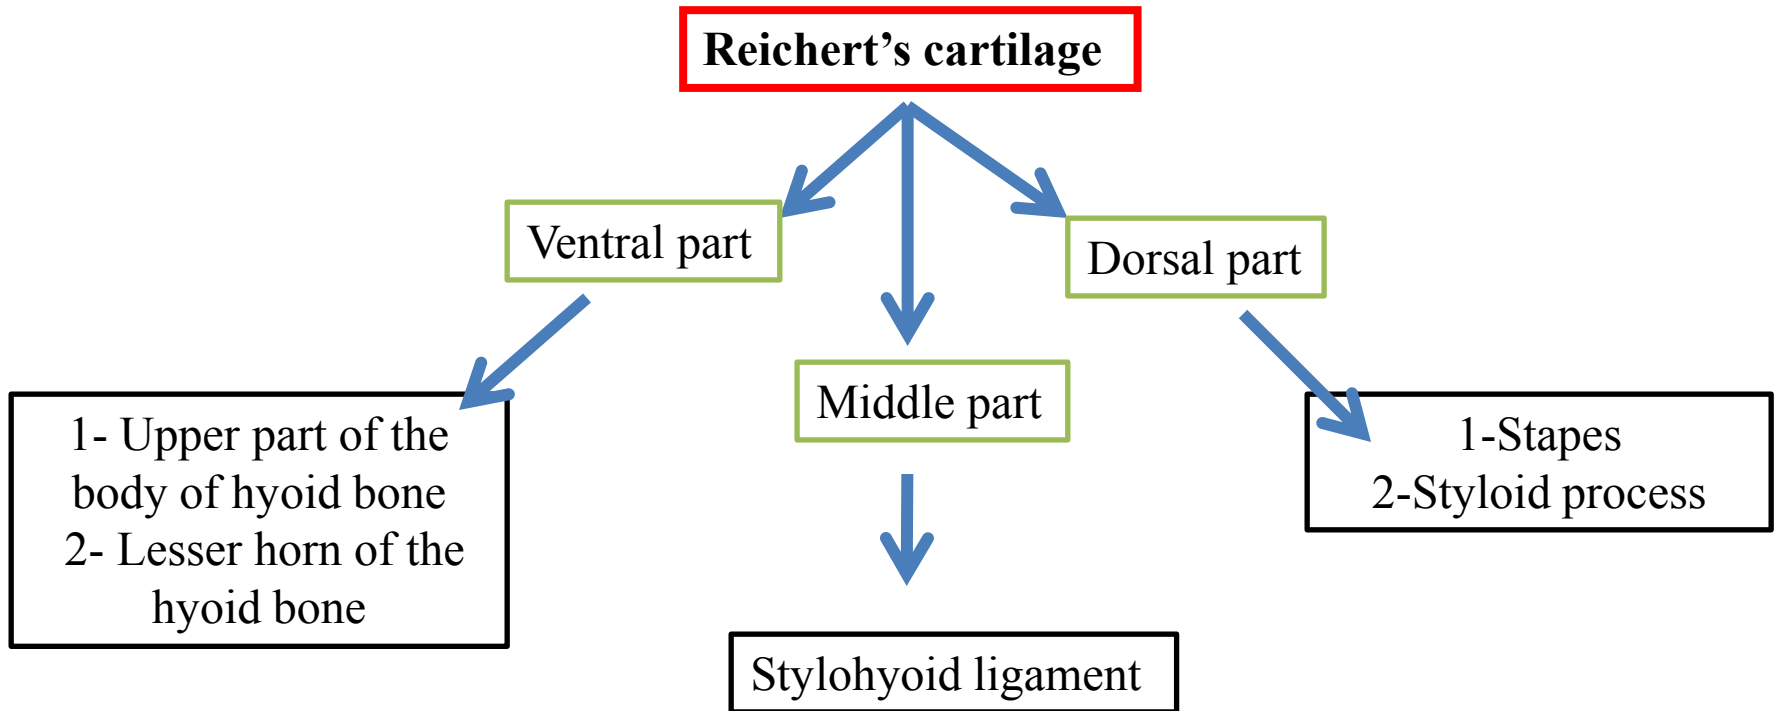 Reichert’s cartilage
Ventral part
Dorsal part
Middle part
1- Upper part of the
body of hyoid bone
2- Lesser horn of the
hyoid bone
1-Stapes
2-Styloid process
Stylohyoid ligament